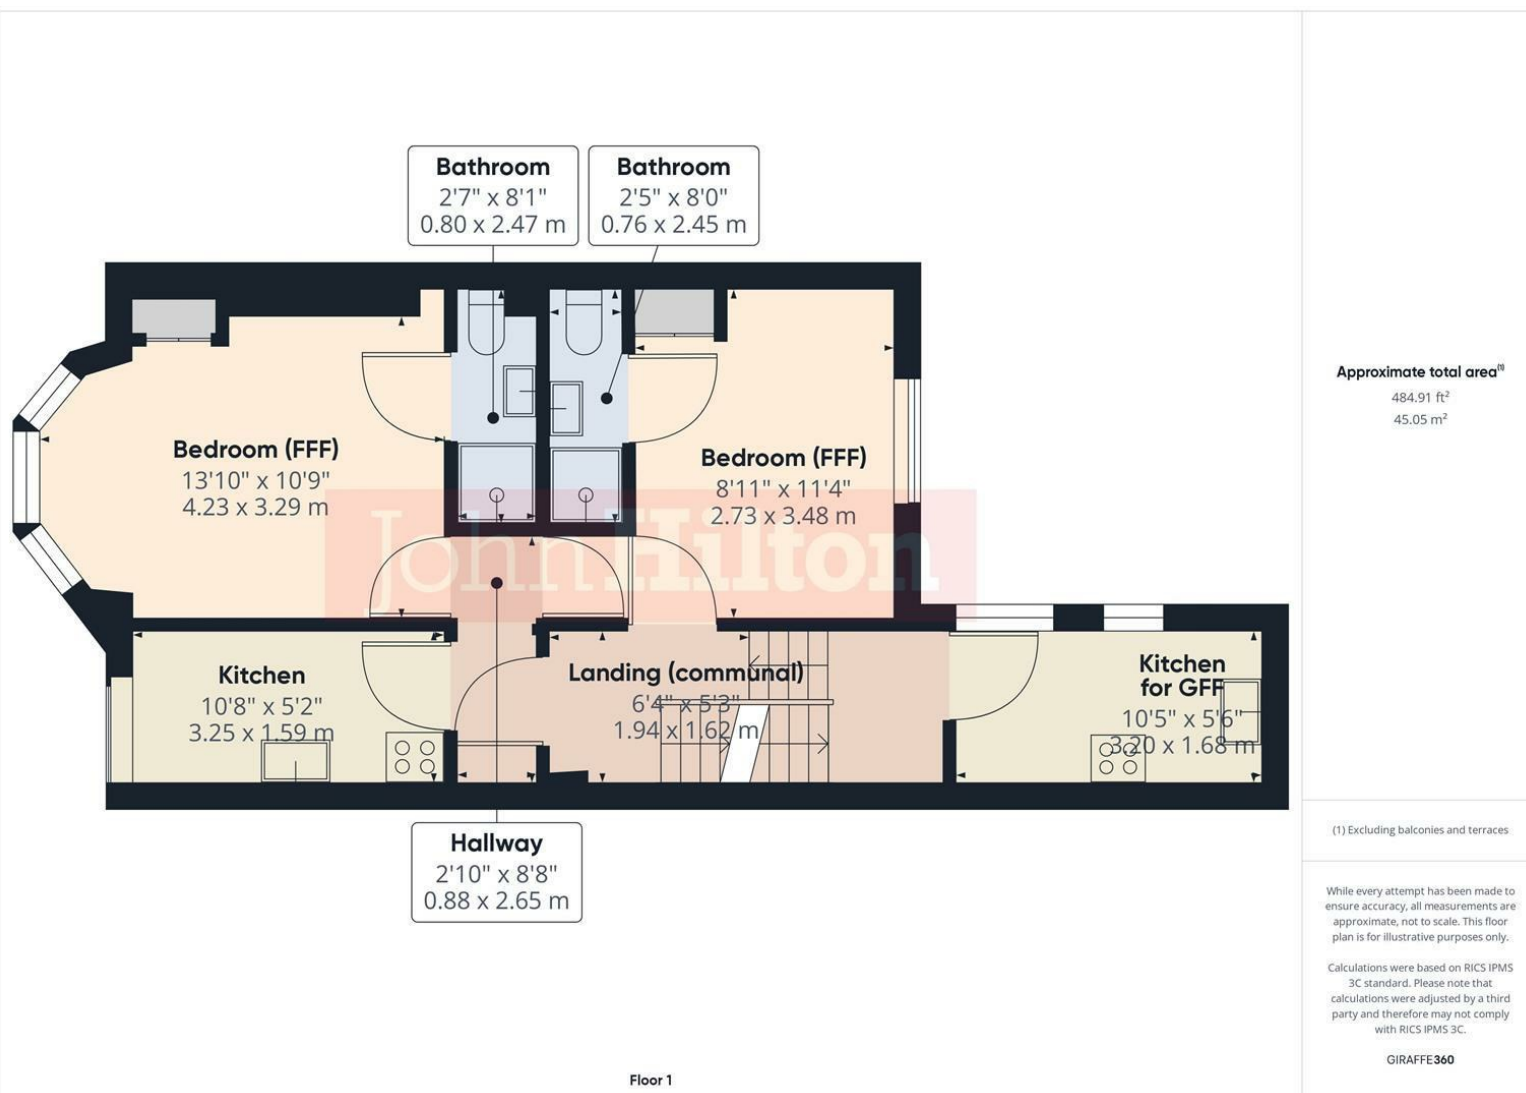 Bathroom
2'7" x 8'1"
0.80 x 2.47 m
Bathroom
2'5" x 8'0"
0.76 x 2.45 m
Bedroom (FFF)
13'10" x 10'9"
4.23 x 3.29 m
Bedroom (FFF)
8'11" x 11'4"
2.73 x 3.48 m
JohnHilton
Kitchen
10'8" x 5'2"
3.25 x 1.59 m
Landing (communal)
6'4" x 5'3"
1.94 x 1.62 m
Kitchen
for GFF
10'5" x 5'6"
3.20 x 1.68 m
Hallway
2'10" x 8'8"
0.88 x 2.65 m
Floor 1
Approximate total area(1)
484.91 ft²
45.05 m²
(1) Excluding balconies and terraces
While every attempt has been made to
ensure accuracy, all measurements are
approximate, not to scale. This floor
plan is for illustrative purposes only.
Calculations were based on RICS IPMS
3C standard. Please note that
calculations were adjusted by a third
party and therefore may not comply
with RICS IPMS 3C.
GIRAFFE360